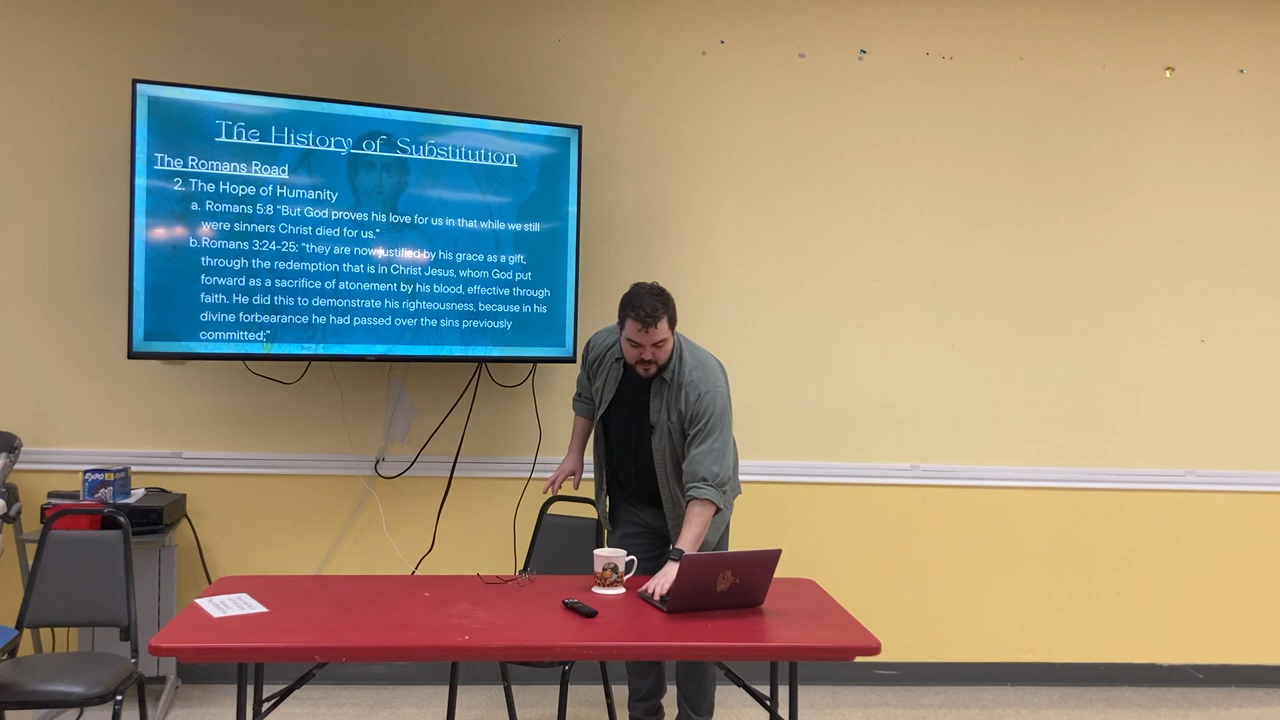 The History of Substitution
The Romans Road
2. The Hope of Humanity
a. Romans 5:8 “But God proves his love for us in that while we still
were sinners Christ died for us.”
b. Romans 3:24-25: “they are now justified by his grace as a gift,
through the redemption that is in Christ Jesus, whom God put
forward as a sacrifice of atonement by his blood, effective through
faith. He did this to demonstrate his righteousness, because in his
divine forbearance he had passed over the sins previously
committed;”
EXPO